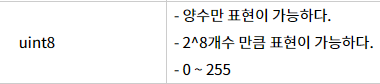 - 양수만 표현이 가능하다.
uint8
- 2^8개수 만큼 표현이 가능하다.
- 0 ~ 255